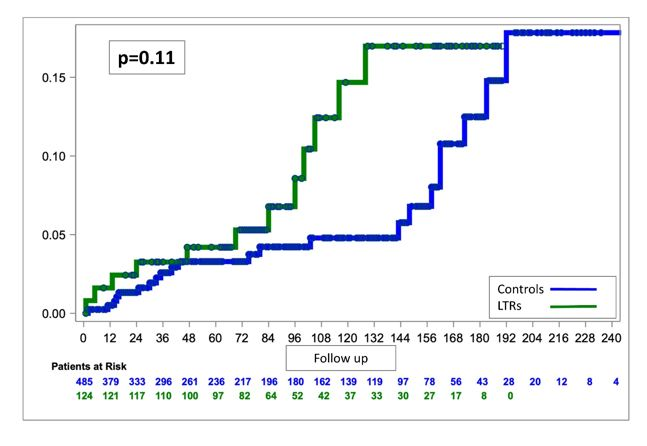 p=0.11
0.15
0.10
0.05
0.00
Controls
LTRs
0 12 24 36 48 60 72 84 96 108 120 132 144 156 168 180 192 204 216 228 240
Follow up
Patients at Risk
485 379 333 296 261 236 217 196 180 162 139 119 97 78 56 43 28 20 12 8 4
124 121 117 110 100 97 82 64 52 42 37 33 30 27 17 8 0